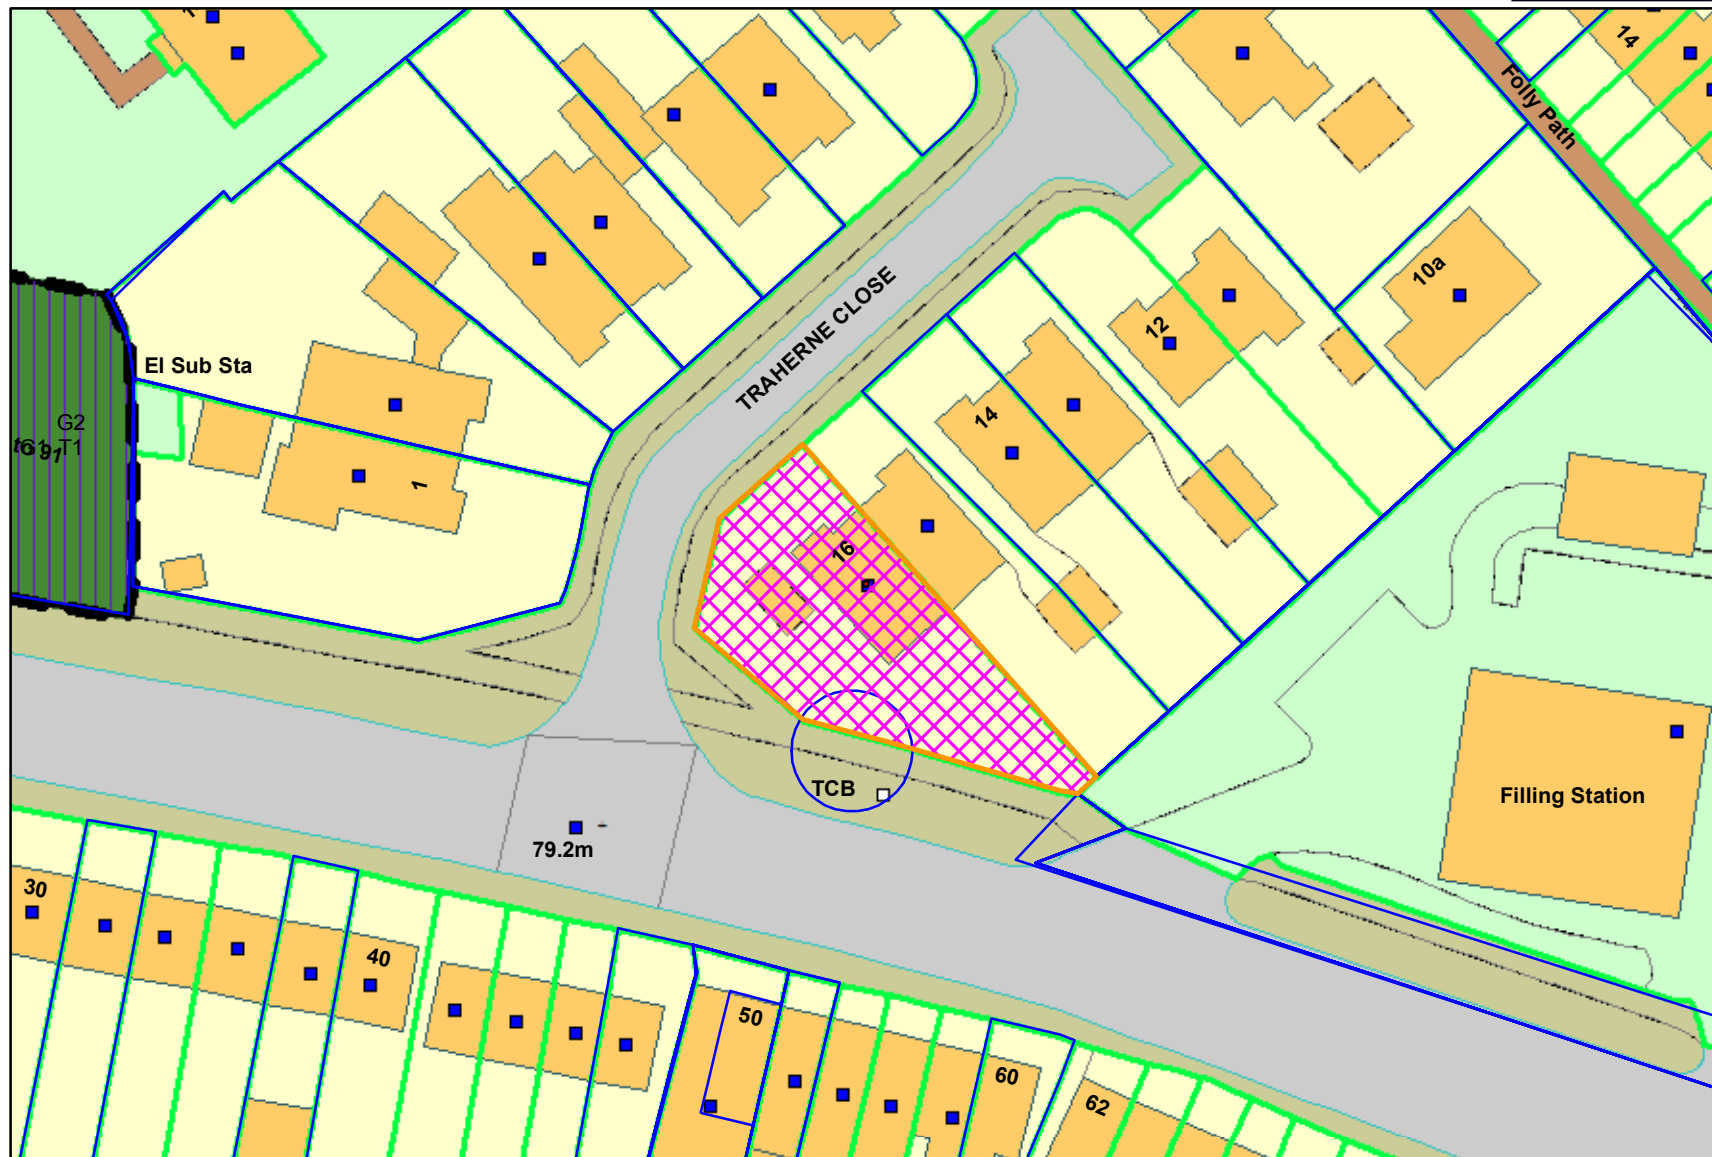 14
Folly Path
10a
TRAHERNE CLOSE
12
El Sub Sta
G2
T1
14
1
16
TCB
Filling Station
79.2m
30
40
50
60
62